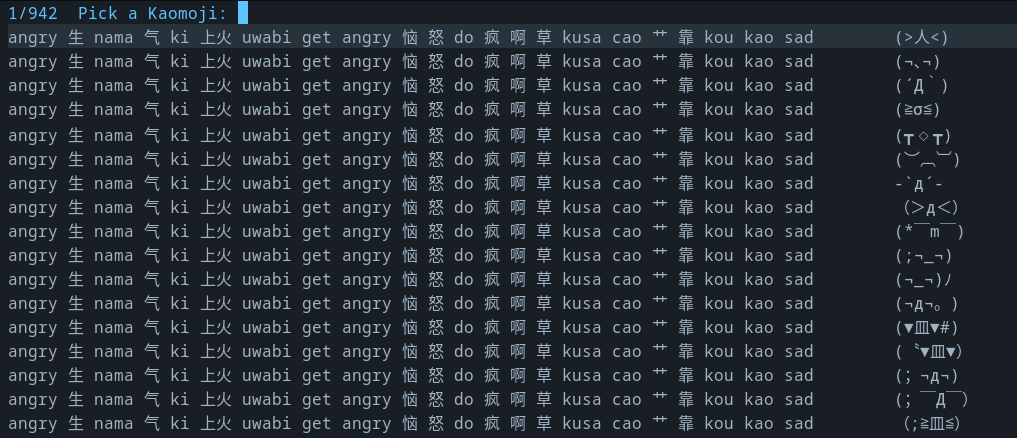 1/942 Pick a Kaomoji:
angry 生 nama 气 ki 上火 uwabi get angry 恼 怒 do 疯 啊 草 kusa cao 艹 靠 kou kao sad (>人<)
angry 生 nama 气 ki 上火 uwabi get angry 恼 怒 do 疯 啊 草 kusa cao 艹 靠 kou kao sad (¬､¬)
angry 生 nama 气 ki 上火 uwabi get angry 恼 怒 do 疯 啊 草 kusa cao 艹 靠 kou kao sad (´Д｀)
angry 生 nama 气 ki 上火 uwabi get angry 恼 怒 do 疯 啊 草 kusa cao 艹 靠 kou kao sad (≧σ≦)
angry 生 nama 气 ki 上火 uwabi get angry 恼 怒 do 疯 啊 草 kusa cao 艹 靠 kou kao sad (┳◇┳)
angry 生 nama 气 ki 上火 uwabi get angry 恼 怒 do 疯 啊 草 kusa cao 艹 靠 kou kao sad (︶︹︶)
angry 生 nama 气 ki 上火 uwabi get angry 恼 怒 do 疯 啊 草 kusa cao 艹 靠 kou kao sad -`д´-
angry 生 nama 气 ki 上火 uwabi get angry 恼 怒 do 疯 啊 草 kusa cao 艹 靠 kou kao sad （＞д＜）
angry 生 nama 气 ki 上火 uwabi get angry 恼 怒 do 疯 啊 草 kusa cao 艹 靠 kou kao sad (*￣m￣)
angry 生 nama 气 ki 上火 uwabi get angry 恼 怒 do 疯 啊 草 kusa cao 艹 靠 kou kao sad (;¬_¬)
angry 生 nama 气 ki 上火 uwabi get angry 恼 怒 do 疯 啊 草 kusa cao 艹 靠 kou kao sad (¬_¬)ﾉ
angry 生 nama 气 ki 上火 uwabi get angry 恼 怒 do 疯 啊 草 kusa cao 艹 靠 kou kao sad (¬д¬。)
angry 生 nama 气 ki 上火 uwabi get angry 恼 怒 do 疯 啊 草 kusa cao 艹 靠 kou kao sad (▼皿▼#)
angry 生 nama 气 ki 上火 uwabi get angry 恼 怒 do 疯 啊 草 kusa cao 艹 靠 kou kao sad ( 〝▼皿▼)
angry 生 nama 气 ki 上火 uwabi get angry 恼 怒 do 疯 啊 草 kusa cao 艹 靠 kou kao sad (；¬д¬)
angry 生 nama 气 ki 上火 uwabi get angry 恼 怒 do 疯 啊 草 kusa cao 艹 靠 kou kao sad (；￣Д￣）
angry 生 nama 气 ki 上火 uwabi get angry 恼 怒 do 疯 啊 草 kusa cao 艹 靠 kou kao sad （;≧皿≦）